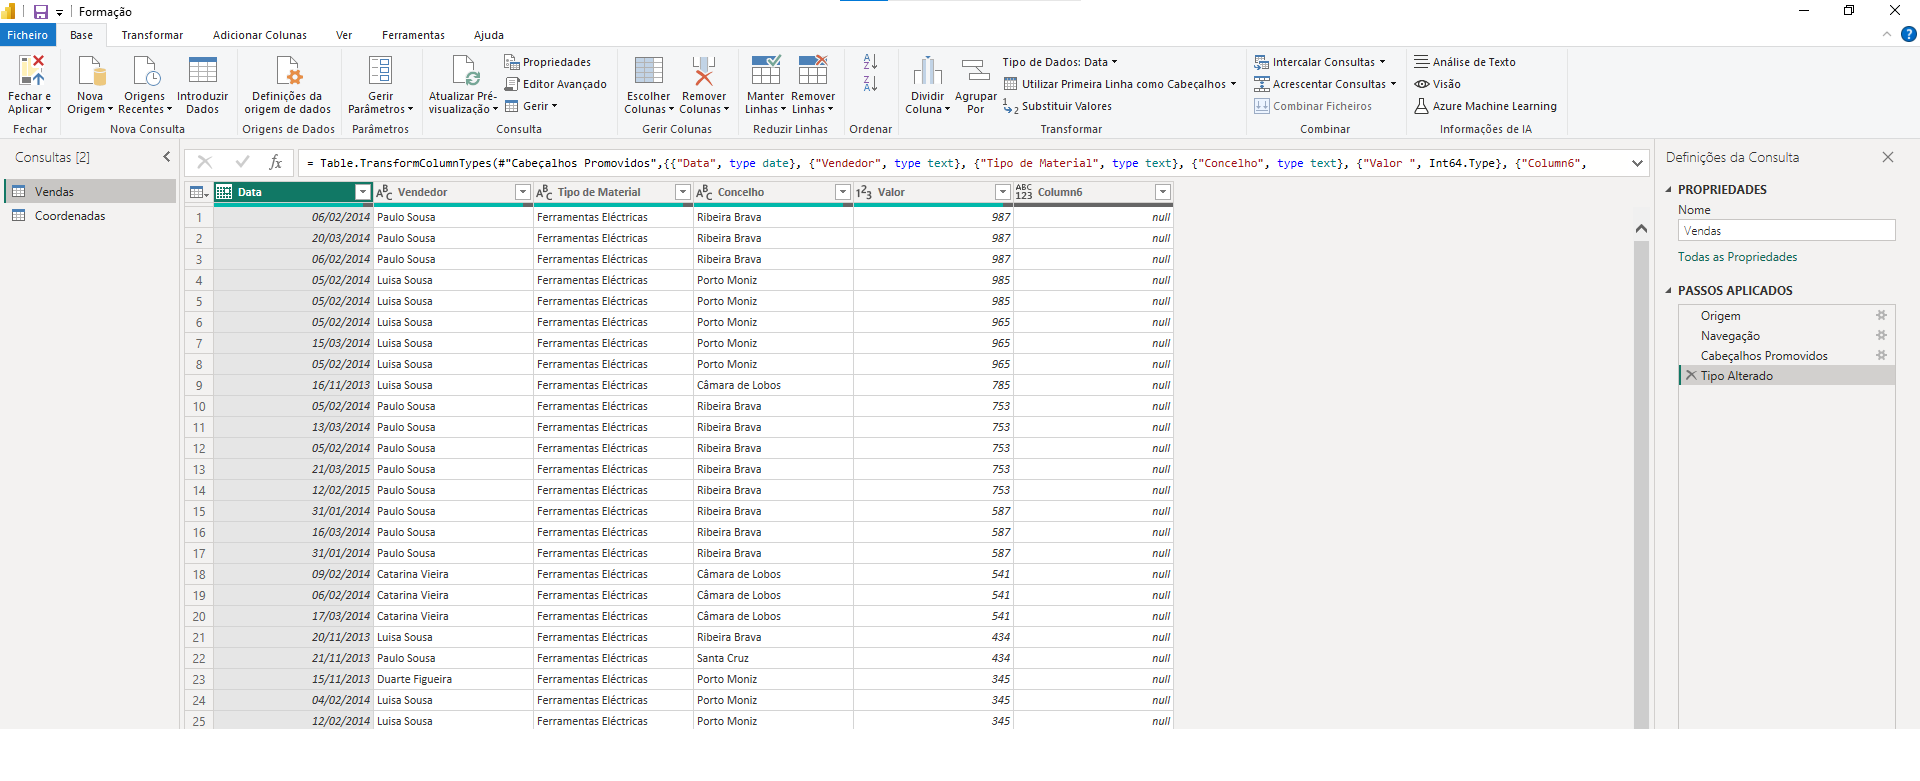 Formação
Ficheiro Base Transformar Adicionar Colunas Ver Ferramentas Ajuda
Fechar e Aplicar
Nova Origem
Origens Recentes
Introduzir Dados
Definições da origem de dados
Gerir Parâmetros
Atualizar Pré-visualização
Propriedades
Editor Avançado
Gerir
Escolher Colunas
Remover Colunas
Manter Linhas
Remover Linhas
Dividir Coluna
Agrupar Por
Tipo de Dados: Data
Utilizar Primeira Linha como Cabeçalhos
Substituir Valores
Intercalar Consultas
Acrescentar Consultas
Combinar Ficheiros
Análise de Texto
Visão
Azure Machine Learning
Fechar Nova Consulta Origens de Dados Parâmetros Consulta Gerir Colunas Reduzir Linhas Ordenar Transformar Combinar Informações de IA
Consultas [2]
Vendas
Coordenadas
fx = Table.TransformColumnTypes(#"Cabeçalhos Promovidos",{{"Data", type date}, {"Vendedor", type text}, {"Tipo de Material", type text}, {"Concelho", type text}, {"Valor ", Int64.Type}, {"Column6",
Data ABC Vendedor ABC Tipo de Material ABC Concelho 123 Valor ABC 123 Column6
1 06/02/2014 Paulo Sousa Ferramentas Eléctricas Ribeira Brava 987 null
2 20/03/2014 Paulo Sousa Ferramentas Eléctricas Ribeira Brava 987 null
3 06/02/2014 Paulo Sousa Ferramentas Eléctricas Ribeira Brava 987 null
4 05/02/2014 Luisa Sousa Ferramentas Eléctricas Porto Moniz 985 null
5 05/02/2014 Luisa Sousa Ferramentas Eléctricas Porto Moniz 985 null
6 05/02/2014 Luisa Sousa Ferramentas Eléctricas Porto Moniz 965 null
7 15/03/2014 Luisa Sousa Ferramentas Eléctricas Porto Moniz 965 null
8 05/02/2014 Luisa Sousa Ferramentas Eléctricas Porto Moniz 965 null
9 16/11/2013 Luisa Sousa Ferramentas Eléctricas Câmara de Lobos 785 null
10 05/02/2014 Paulo Sousa Ferramentas Eléctricas Ribeira Brava 753 null
11 13/03/2014 Paulo Sousa Ferramentas Eléctricas Ribeira Brava 753 null
12 05/02/2014 Paulo Sousa Ferramentas Eléctricas Ribeira Brava 753 null
13 21/03/2015 Paulo Sousa Ferramentas Eléctricas Ribeira Brava 753 null
14 12/02/2015 Paulo Sousa Ferramentas Eléctricas Ribeira Brava 753 null
15 31/01/2014 Paulo Sousa Ferramentas Eléctricas Ribeira Brava 587 null
16 16/03/2014 Paulo Sousa Ferramentas Eléctricas Ribeira Brava 587 null
17 31/01/2014 Paulo Sousa Ferramentas Eléctricas Ribeira Brava 587 null
18 09/02/2014 Catarina Vieira Ferramentas Eléctricas Câmara de Lobos 541 null
19 06/02/2014 Catarina Vieira Ferramentas Eléctricas Câmara de Lobos 541 null
20 17/03/2014 Catarina Vieira Ferramentas Eléctricas Câmara de Lobos 541 null
21 20/11/2013 Luisa Sousa Ferramentas Eléctricas Ribeira Brava 434 null
22 21/11/2013 Paulo Sousa Ferramentas Eléctricas Santa Cruz 434 null
23 15/11/2013 Duarte Figueira Ferramentas Eléctricas Porto Moniz 345 null
24 04/02/2014 Luisa Sousa Ferramentas Eléctricas Porto Moniz 345 null
25 12/02/2014 Luisa Sousa Ferramentas Eléctricas Porto Moniz 345 null
Definições da Consulta
PROPRIEDADES
Nome
Vendas
Todas as Propriedades
PASSOS APLICADOS
Origem
Navegação
Cabeçalhos Promovidos
Tipo Alterado